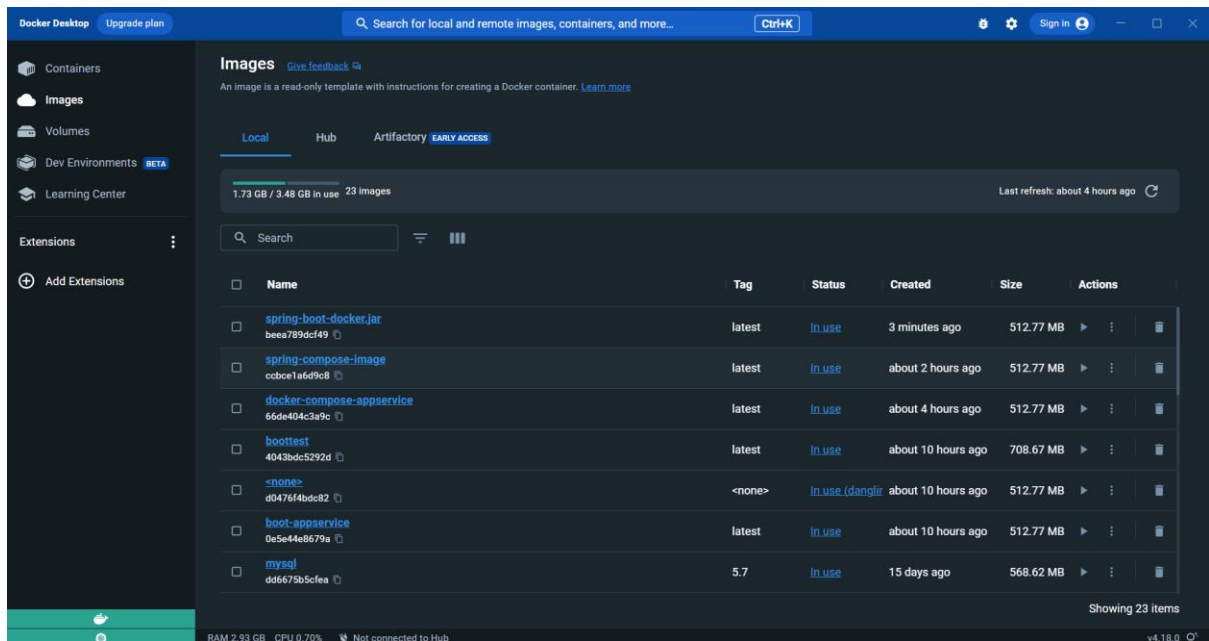 Docker Desktop Upgrade plan Search for local and remote images, containers, and more... Ctrl+K Sign in
Containers
Images
Volumes
Dev Environments BETA
Learning Center
Extensions
Add Extensions
Images Give feedback
An image is a read-only template with instructions for creating a Docker container. Learn more
Local Hub Artifactory EARLY ACCESS
1.73 GB / 3.48 GB in use 23 images Last refresh: about 4 hours ago
Search
Name Tag Status Created Size Actions
spring-boot-docker.jar
beea789dcf49
latest In use 3 minutes ago 512.77 MB
spring-compose-image
ccbce1a6d9c8
latest In use about 2 hours ago 512.77 MB
docker-compose-appservice
66de404c3a9c
latest In use about 4 hours ago 512.77 MB
boottest
4043bdc5292d
latest In use about 10 hours ago 708.67 MB
<none>
d0476f4bdc82
<none> In use (danglir about 10 hours ago 512.77 MB
boot-appservice
0e5e44e8679a
latest In use about 10 hours ago 512.77 MB
mysql
dd6675b5cfea
5.7 In use 15 days ago 568.62 MB
Showing 23 items
RAM 2.93 GB CPU 0.70% Not connected to Hub v4.18.0